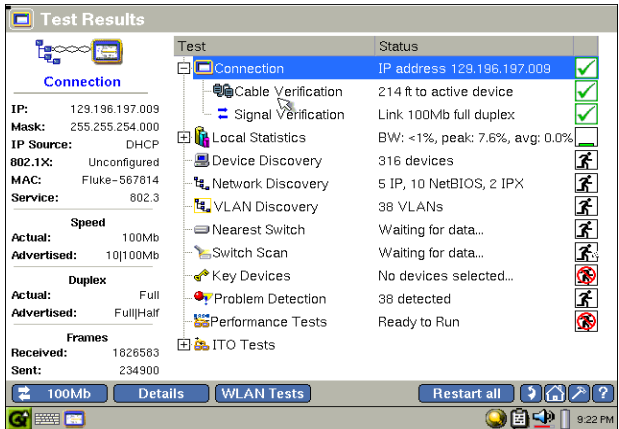 Test Results
Connection
IP: 129.196.197.009
Mask: 255.255.254.000
IP Source: DHCP
802.1X: Unconfigured
MAC: Fluke-567814
Service: 802.3
Speed
Actual: 100Mb
Advertised: 10|100Mb
Duplex
Actual: Full
Advertised: Full|Half
Frames
Received: 1826583
Sent: 234900
Test Status
Connection IP address 129.196.197.009
Cable Verification 214 ft to active device
Signal Verification Link 100Mb full duplex
Local Statistics BW: <1%, peak: 7.6%, avg: 0.0%
Device Discovery 316 devices
Network Discovery 5 IP, 10 NetBIOS, 2 IPX
VLAN Discovery 38 VLANs
Nearest Switch Waiting for data...
Switch Scan Waiting for data...
Key Devices No devices selected...
Problem Detection 38 detected
Performance Tests Ready to Run
ITO Tests
100Mb Details WLAN Tests Restart all ?
9:22 PM